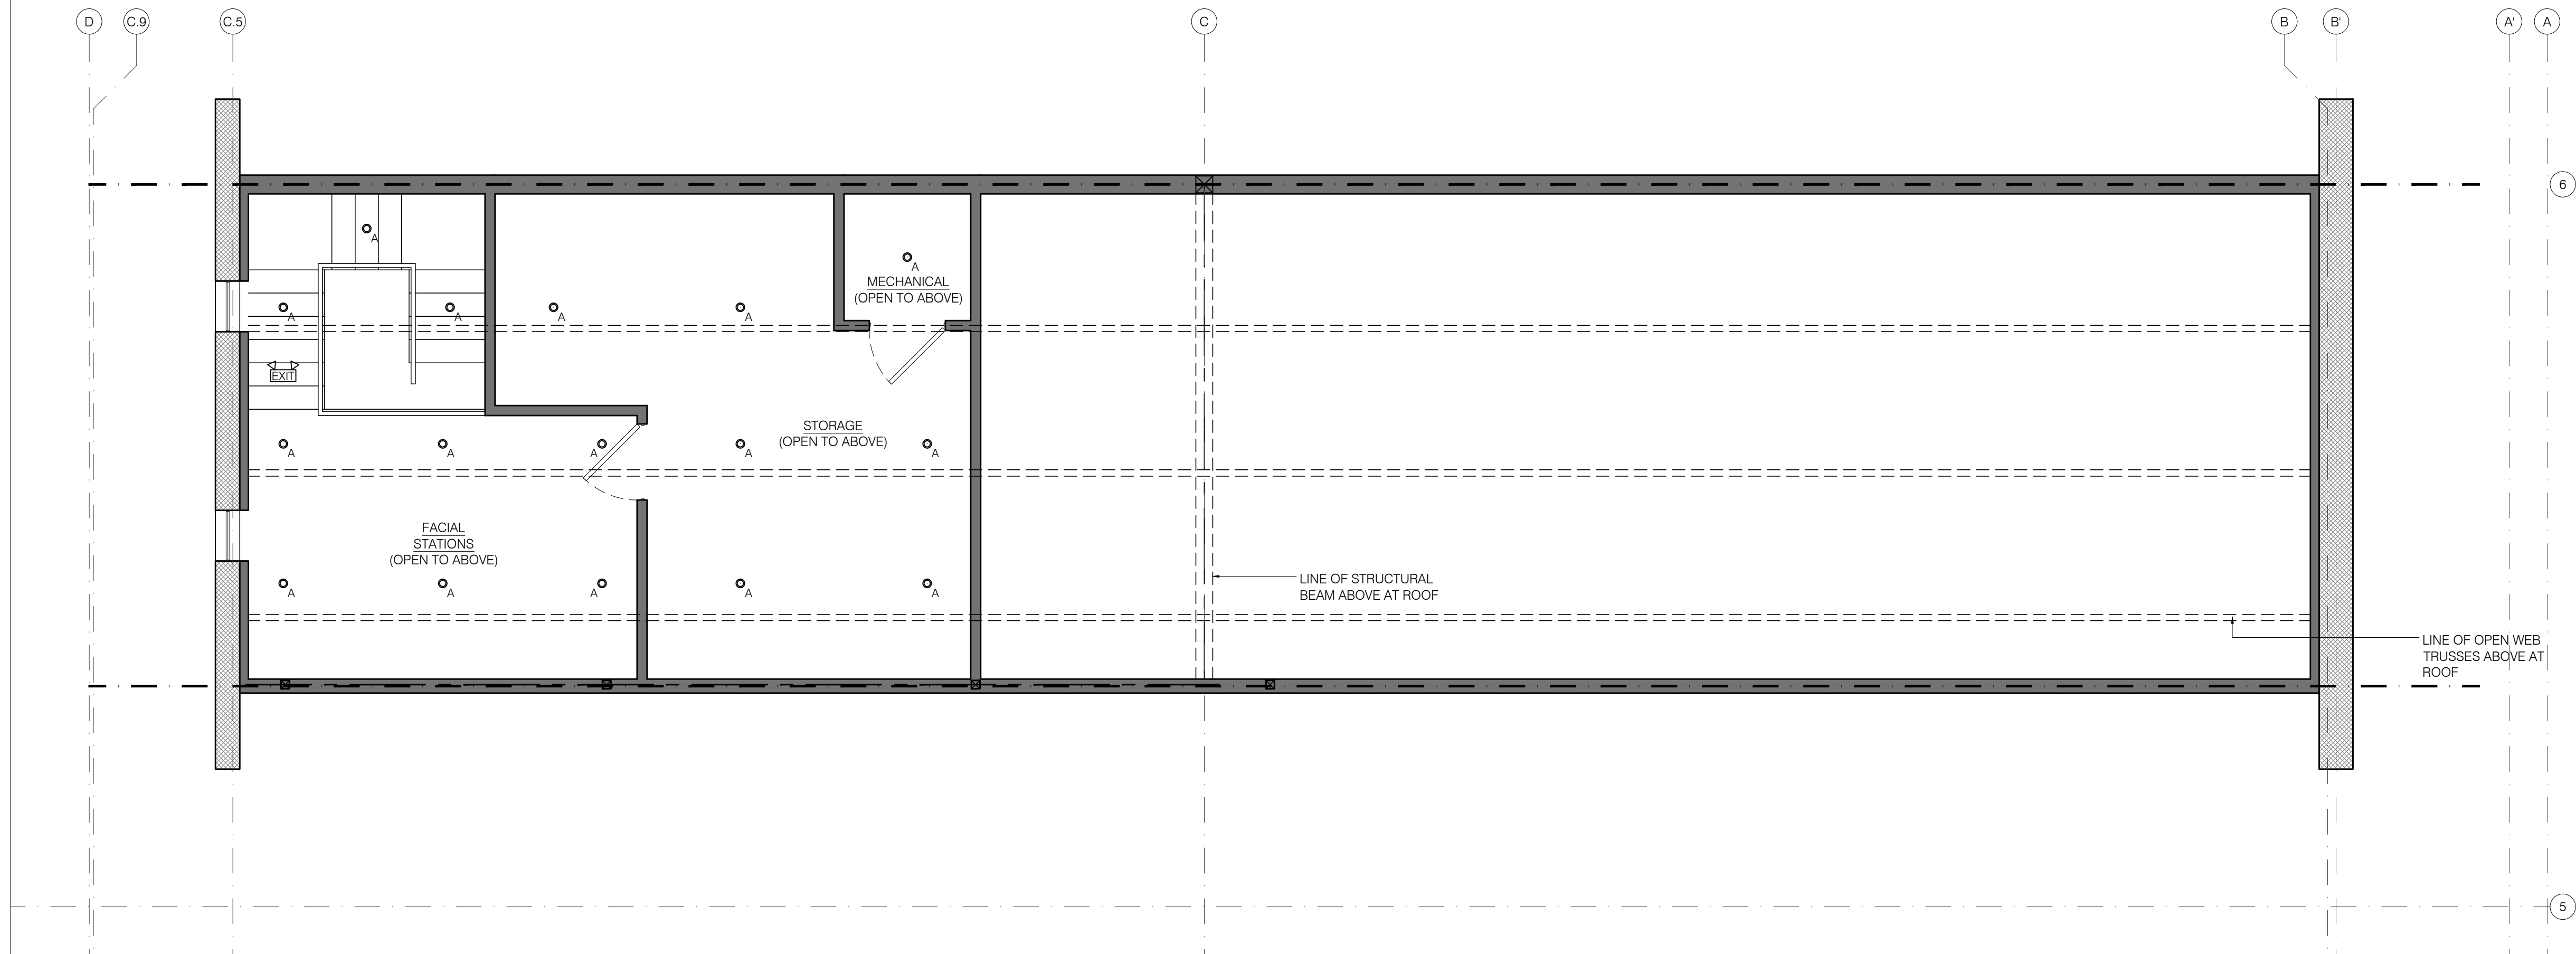 D
C.9
C.5
C
B
B'
A'
A
6
A
A
MECHANICAL
(OPEN TO ABOVE)
A
A
A
A
EXIT
STORAGE
(OPEN TO ABOVE)
A
A
A
A
A
FACIAL
STATIONS
(OPEN TO ABOVE)
A
A
A
A
A
LINE OF STRUCTURAL
BEAM ABOVE AT ROOF
LINE OF OPEN WEB
TRUSSES ABOVE AT
ROOF
5